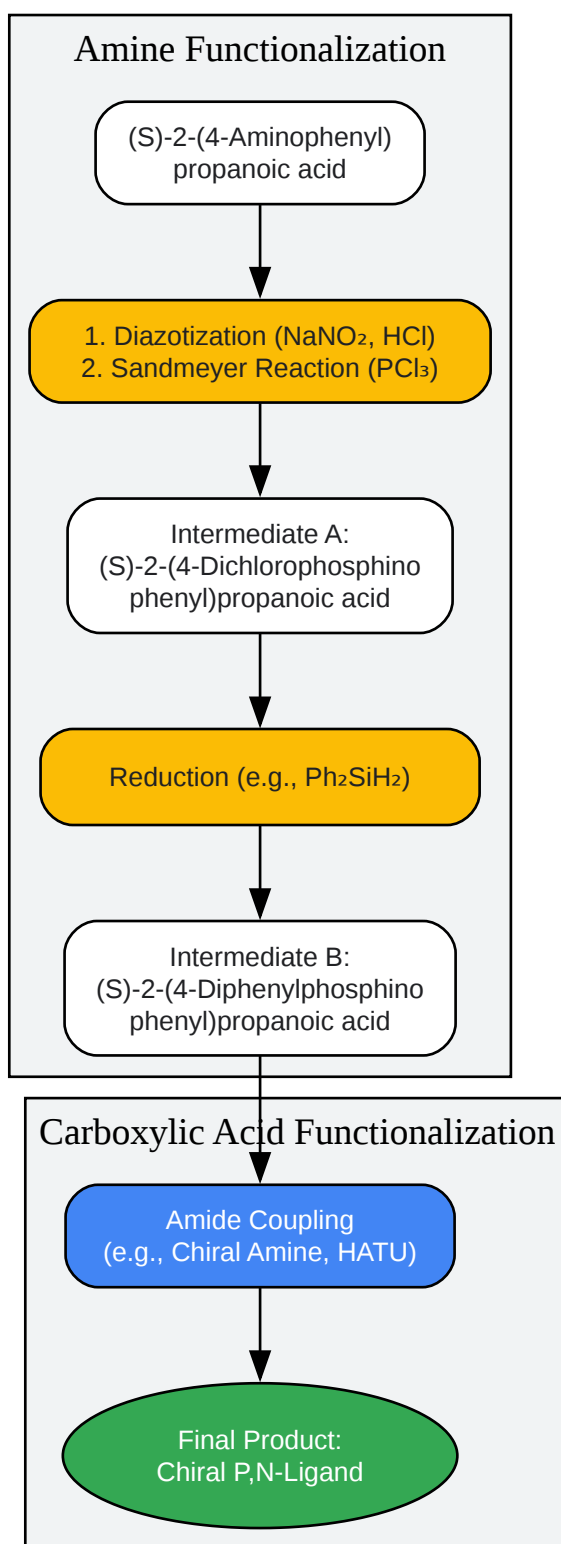 Amine Functionalization
(S)-2-(4-Aminophenyl)
propanoic acid
1. Diazotization (NaNO₂, HCl)
2. Sandmeyer Reaction (PCl₃)
Intermediate A:
(S)-2-(4-Dichlorophosphino
phenyl)propanoic acid
Reduction (e.g., Ph₂SiH₂)
Intermediate B:
(S)-2-(4-Diphenylphosphino
phenyl)propanoic acid
Carboxylic Acid Functionalization
Amide Coupling
(e.g., Chiral Amine, HATU)
Final Product:
Chiral P,N-Ligand